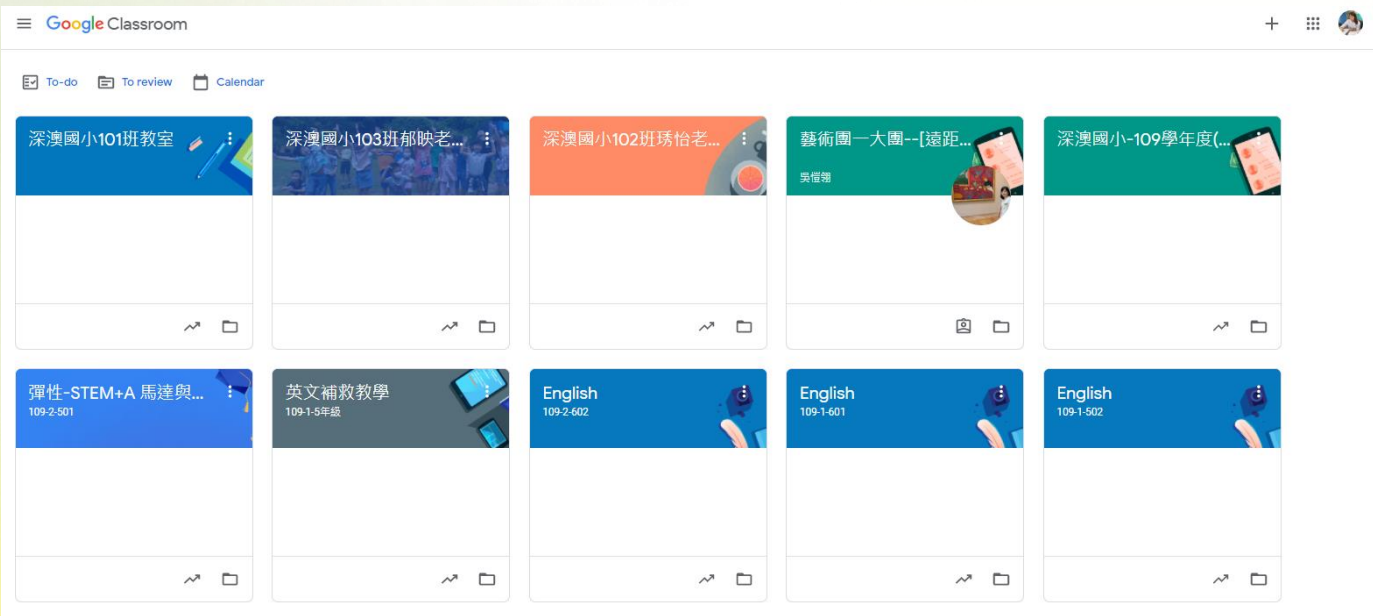 Google Classroom
To-do To review Calendar
深澳國小101班教室
深澳國小103班郁映老...
深澳國小102班琇怡老...
藝術團一大團--[遠距...
吳愷翎
深澳國小-109學年度(...
彈性-STEM+A 馬達與...
109-2-501
英文補救教學
109-1-5年級
English
109-2-602
English
109-1-601
English
109-1-502